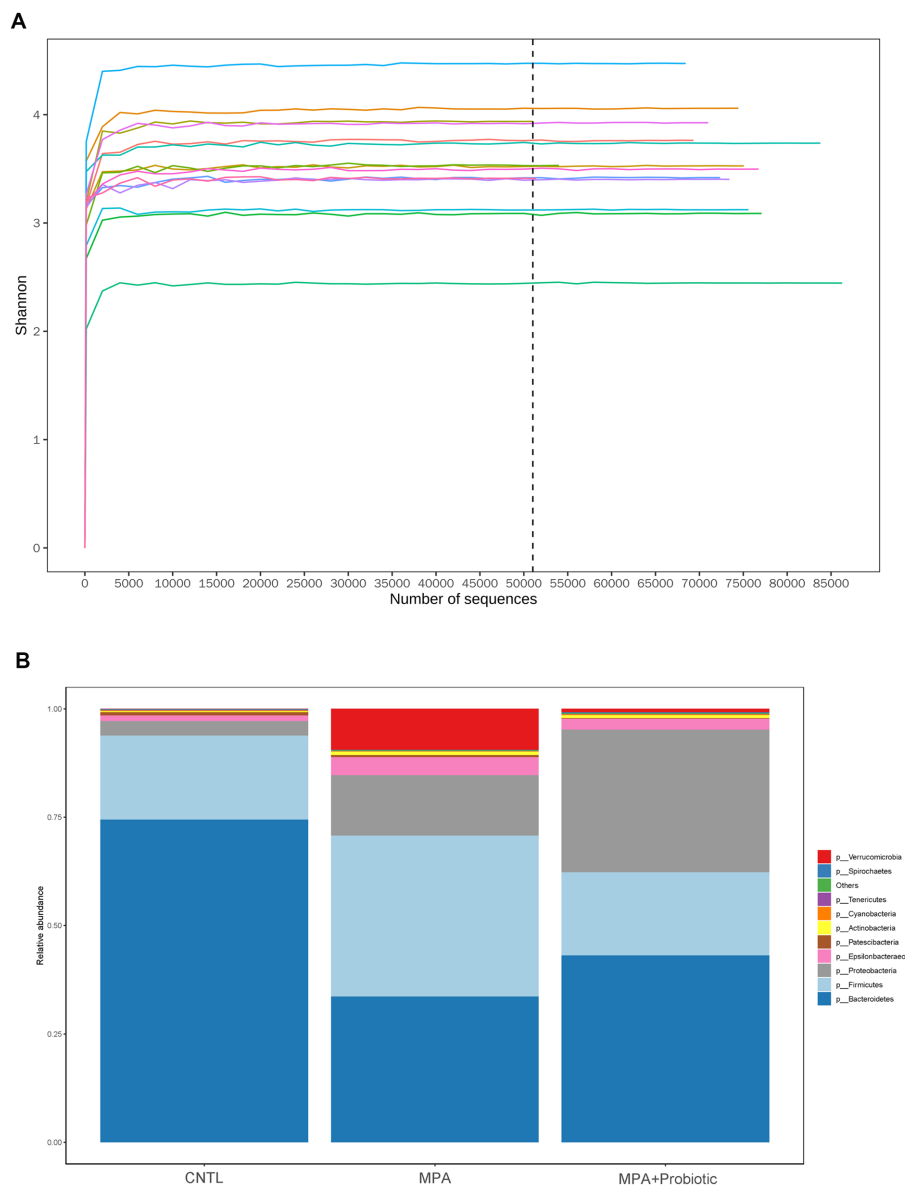 A
4
3
2
1
0
Shannon
0 5000 10000 15000 20000 25000 30000 35000 40000 45000 50000 55000 60000 65000 70000 75000 80000 85000
Number of sequences
B
1.00
0.75
0.50
0.25
0.00
Relative abundance
CNTL MPA MPA+Probiotic
p__Verrucomicrobia
p__Spirochaetes
Others
p__Tenericutes
p__Cyanobacteria
p__Actinobacteria
p__Patescibacteria
p__Epsilonbacteraeo
p__Proteobacteria
p__Firmicutes
p__Bacteroidetes